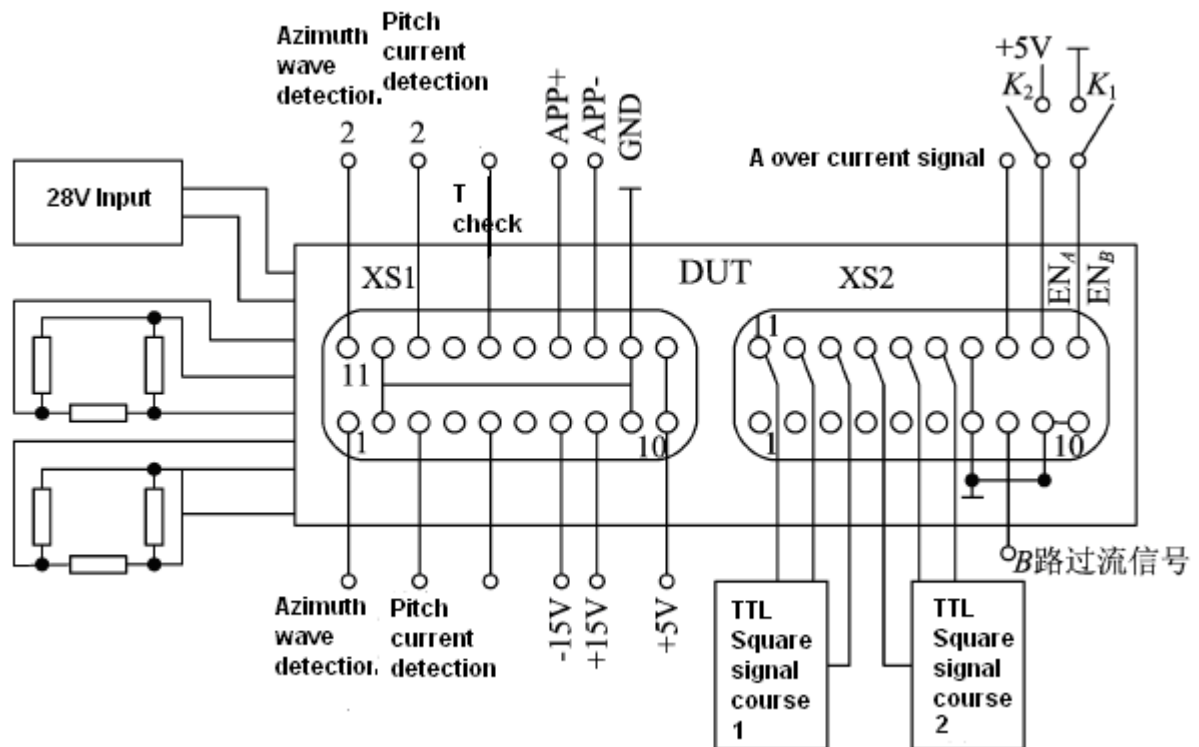 Azimuth
wave
detection
Pitch
current
detection
2
2
T
check
APP+
APP-
GND
+5V
K2
K1
A over current signal
28V Input
XS1
DUT
XS2
ENA
ENB
11
1
1
10
1
10
Azimuth
wave
detection
Pitch
current
detection
-15V
+15V
+5V
B路过流信号
TTL
Square
signal
course
1
TTL
Square
signal
course
2